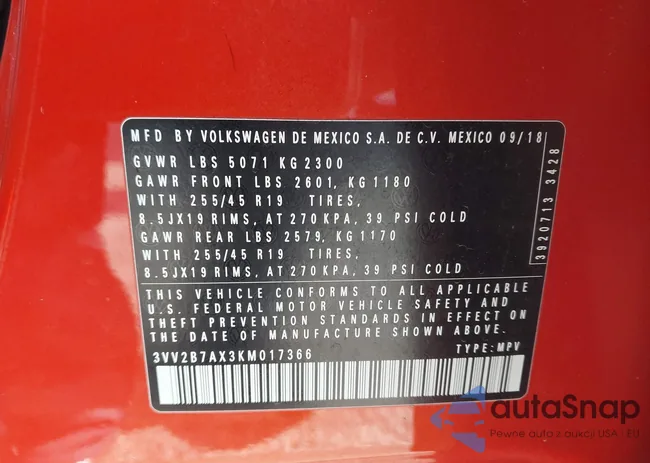 MFD BY VOLKSWAGEN DE MEXICO S.A. DE C.V. MEXICO 09/18
GVWR LBS 5071 KG 2300
GAWR FRONT LBS 2601, KG 1180
WITH 255/45 R19 TIRES,
8.5JX19 RIMS, AT 270 KPA, 39 PSI COLD
GAWR REAR LBS 2579, KG 1170
WITH 255/45 R19 TIRES,
8.5JX19 RIMS, AT 270 KPA, 39 PSI COLD
3920713 3428
THIS VEHICLE CONFORMS TO ALL APPLICABLE
U.S. FEDERAL MOTOR VEHICLE SAFETY AND
THEFT PREVENTION STANDARDS IN EFFECT ON
THE DATE OF MANUFACTURE SHOWN ABOVE.
3VV2B7AX3KM017366 TYPE: MPV
autaSnap
Pewne auta z aukcji USA i EU